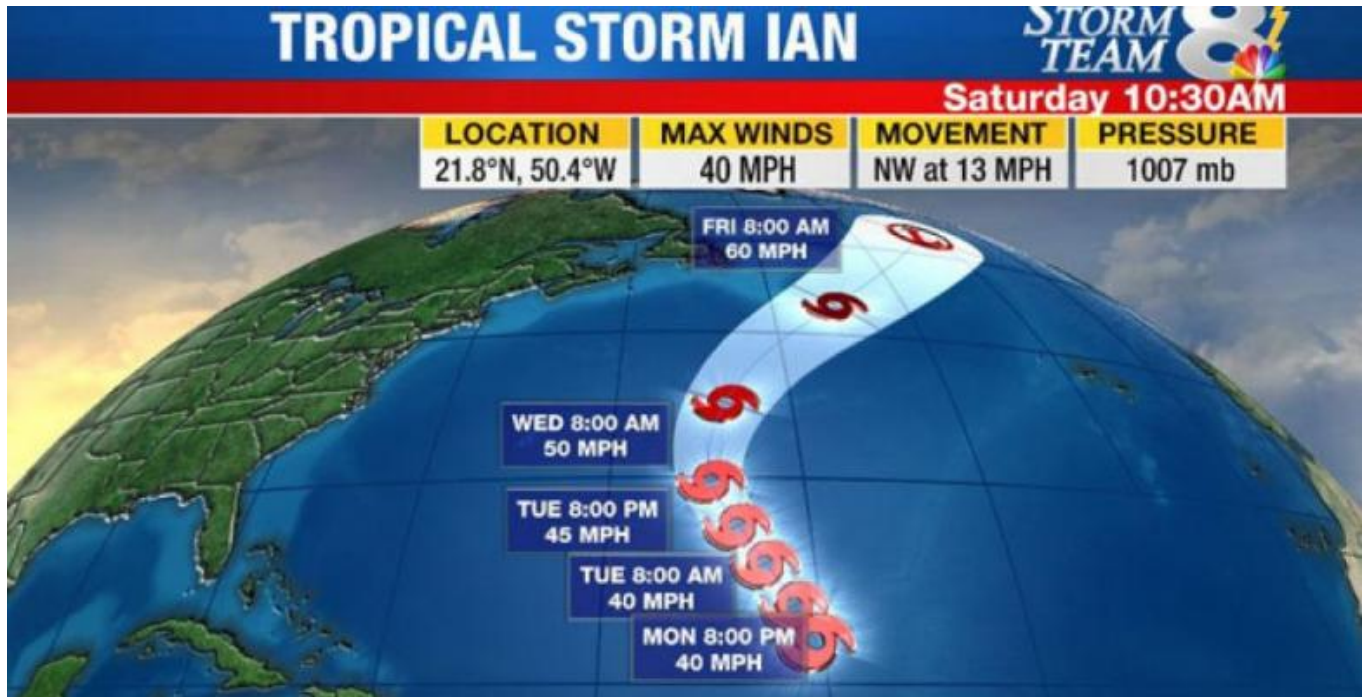 TROPICAL STORM IAN
STORM
TEAM 8
Saturday 10:30AM
LOCATION
21.8°N, 50.4°W
MAX WINDS
40 MPH
MOVEMENT
NW at 13 MPH
PRESSURE
1007 mb
FRI 8:00 AM
60 MPH
WED 8:00 AM
50 MPH
TUE 8:00 PM
45 MPH
TUE 8:00 AM
40 MPH
MON 8:00 PM
40 MPH